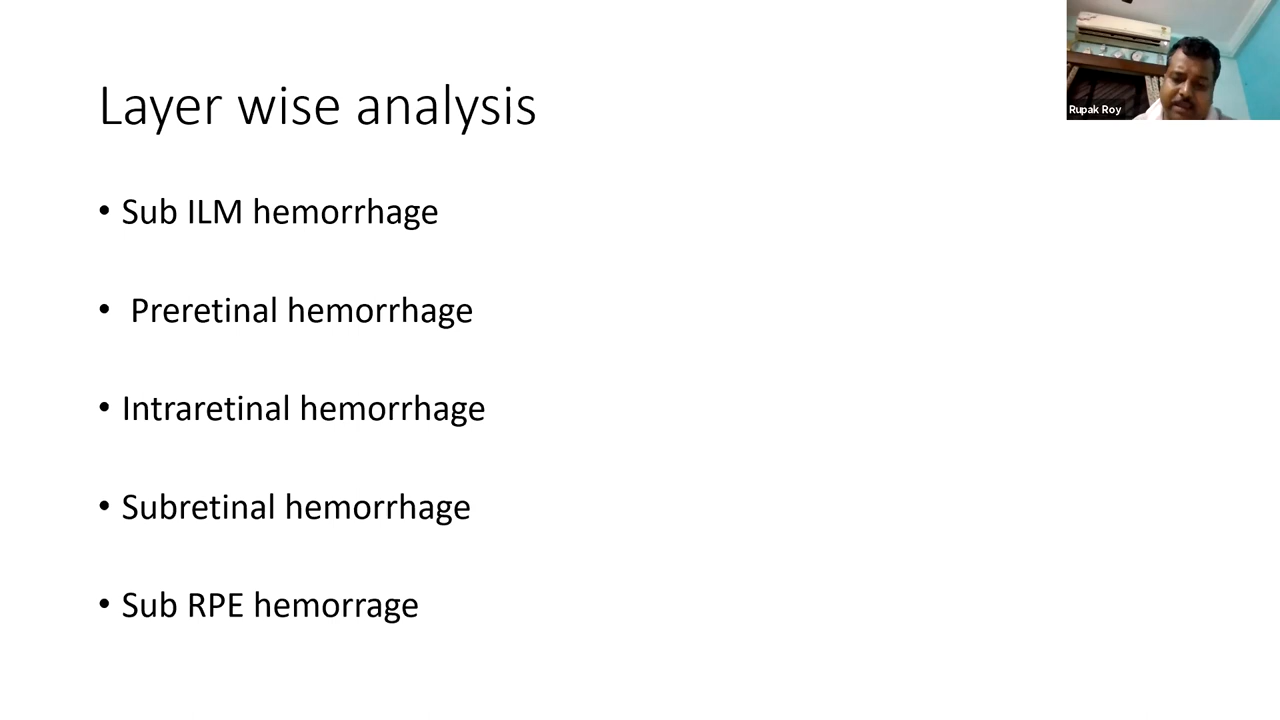 Layer wise analysis
Rupak Roy
• Sub ILM hemorrhage
• Preretinal hemorrhage
• Intraretinal hemorrhage
• Subretinal hemorrhage
• Sub RPE hemorrage